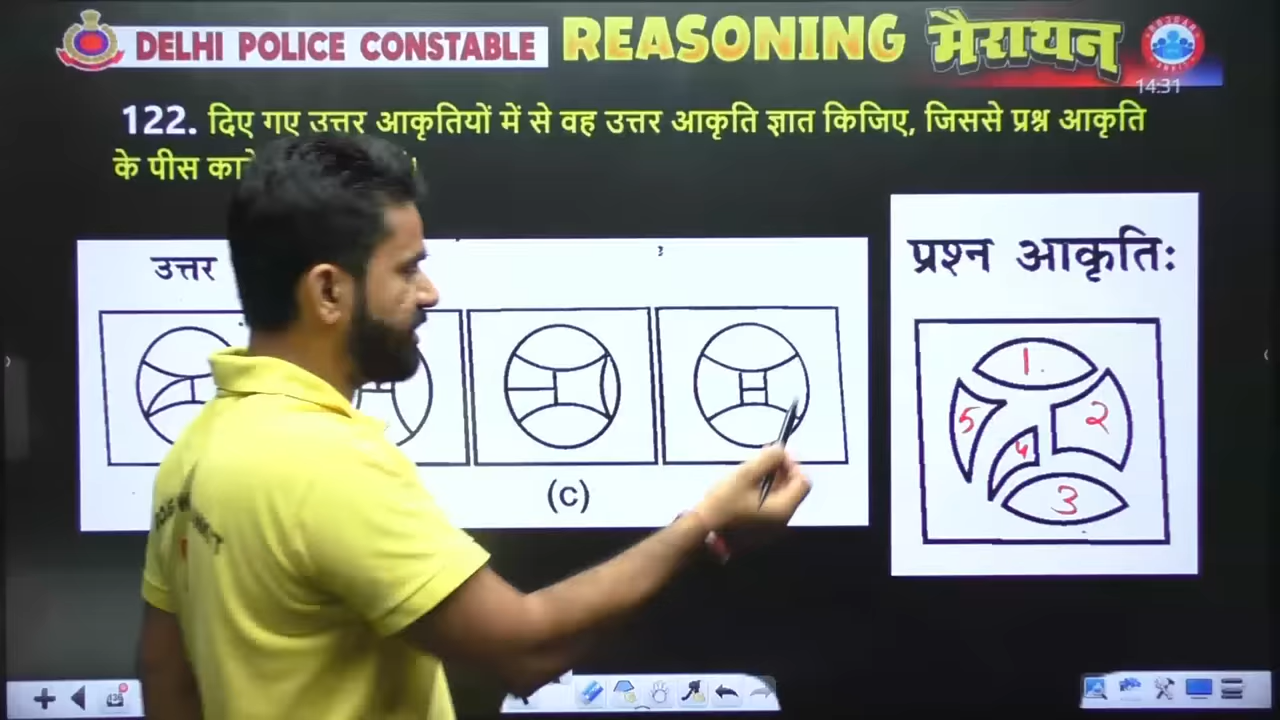 DELHI POLICE CONSTABLE REASONING मैराथन
14:31
122. दिए गए उत्तर आकृतियों में से वह उत्तर आकृति ज्ञात किजिए, जिससे प्रश्न आकृति
के पीस
उत्तर
3
प्रश्न आकृति:
1.
5 2
4
3
(c)